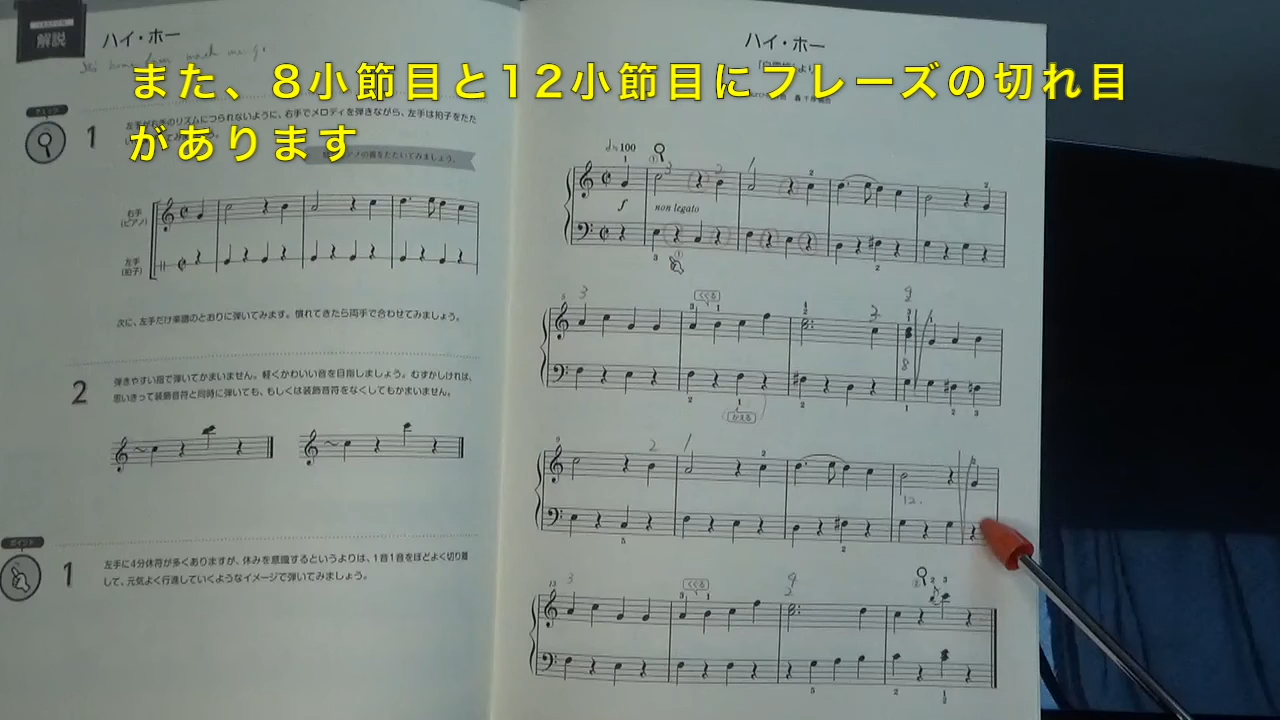 また、8小節目と12小節目にフレーズの切れ目
があります
解説
ハイ・ホー
1
左手が右手のリズムにつられないように、右手でメロディを弾きながら、左手は拍子をたた
右手
(ピアノ)
左手
(拍子)
次に、左手だけ楽譜のとおりに弾いてみます。慣れてきたら両手で合わせてみましょう。
2
弾きやすい指で弾いてかまいません。軽くかわいい音を目指しましょう。むずかしければ、
思いきって装飾音符と同時に弾いても、もしくは装飾音符をなくしてもかまいません。
ポイント
1
左手に4分休符が多くありますが、休みを意識するというよりは、1音1音をほどよく切り離
して、元気よく行進していくようなイメージで弾いてみましょう。
ハイ・ホー
♩=100
f
non legato
くぐる
かえる
12.
くぐる